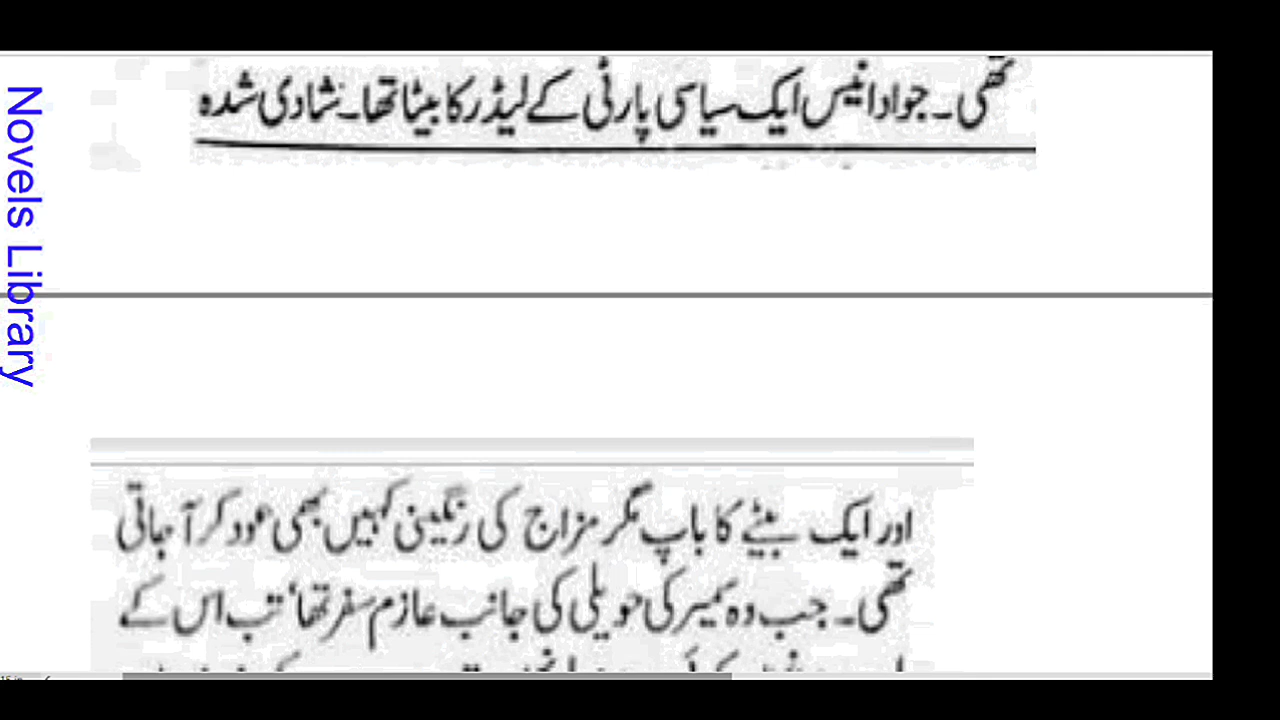 تھی۔ جواد انیس ایک سیاسی پارٹی کے لیڈر کا بیٹا تھا۔ شادی شدہ
Novels Library
اور ایک بیٹے کا باپ مگر مزاج کی رنگینی کہیں بھی عود کر آ جاتی
تھی۔ جب وہ سمیر کی حویلی کی جانب عازم سفر تھا‘ تب اس کے